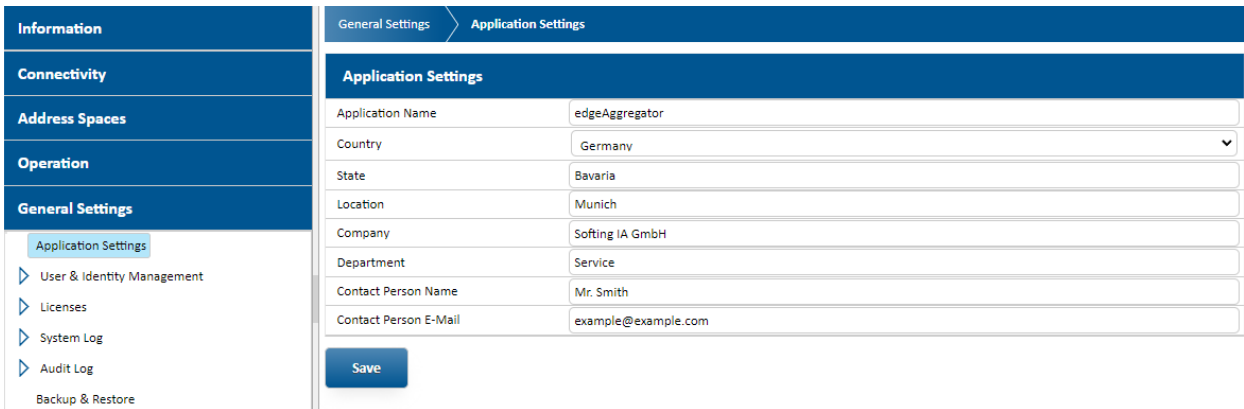 Information
Connectivity
Address Spaces
Operation
General Settings
Application Settings
User & Identity Management
Licenses
System Log
Audit Log
Backup & Restore
General Settings Application Settings
Application Settings
Application Name edgeAggregator
Country Germany
State Bavaria
Location Munich
Company Softing IA GmbH
Department Service
Contact Person Name Mr. Smith
Contact Person E-Mail example@example.com
Save